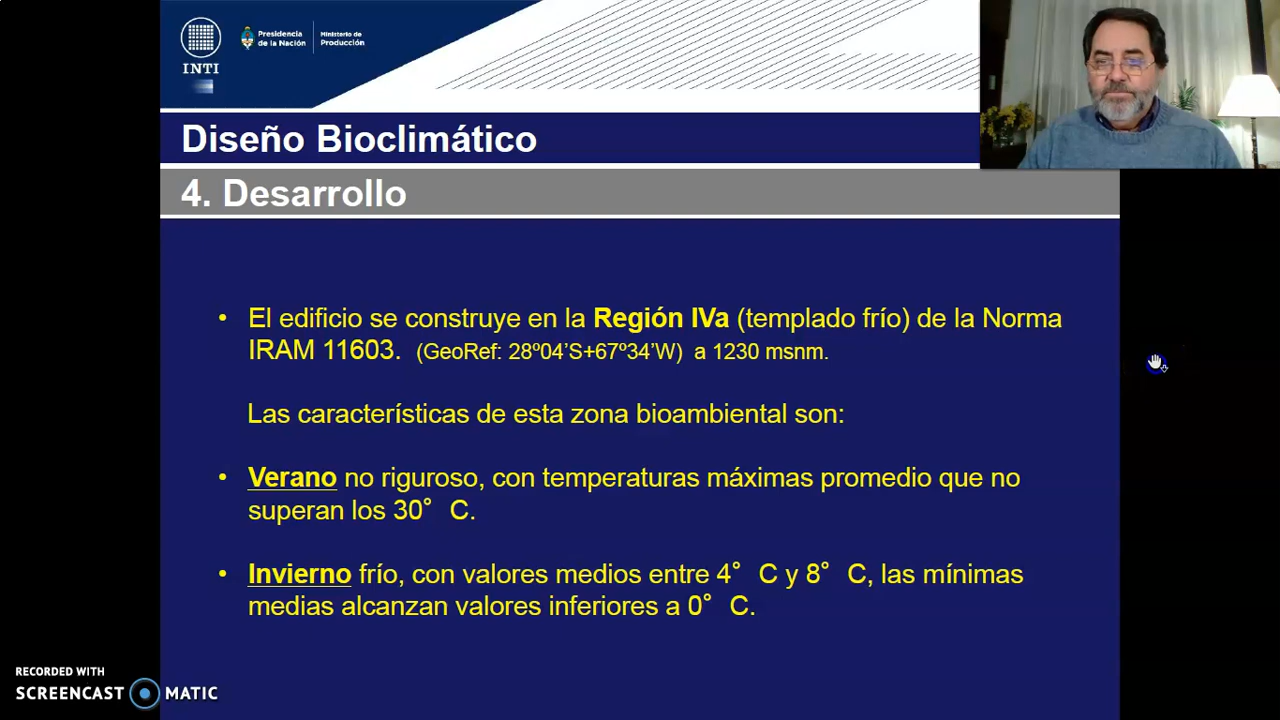 INTI
Presidencia
de la Nación
Ministerio de
Producción
Diseño Bioclimático
4. Desarrollo
• El edificio se construye en la Región IVa (templado frío) de la Norma
IRAM 11603. (GeoRef: 28º04’S+67º34’W) a 1230 msnm.
Las características de esta zona bioambiental son:
• Verano no riguroso, con temperaturas máximas promedio que no
superan los 30° C.
• Invierno frío, con valores medios entre 4° C y 8° C, las mínimas
medias alcanzan valores inferiores a 0° C.
RECORDED WITH
SCREENCAST MATIC